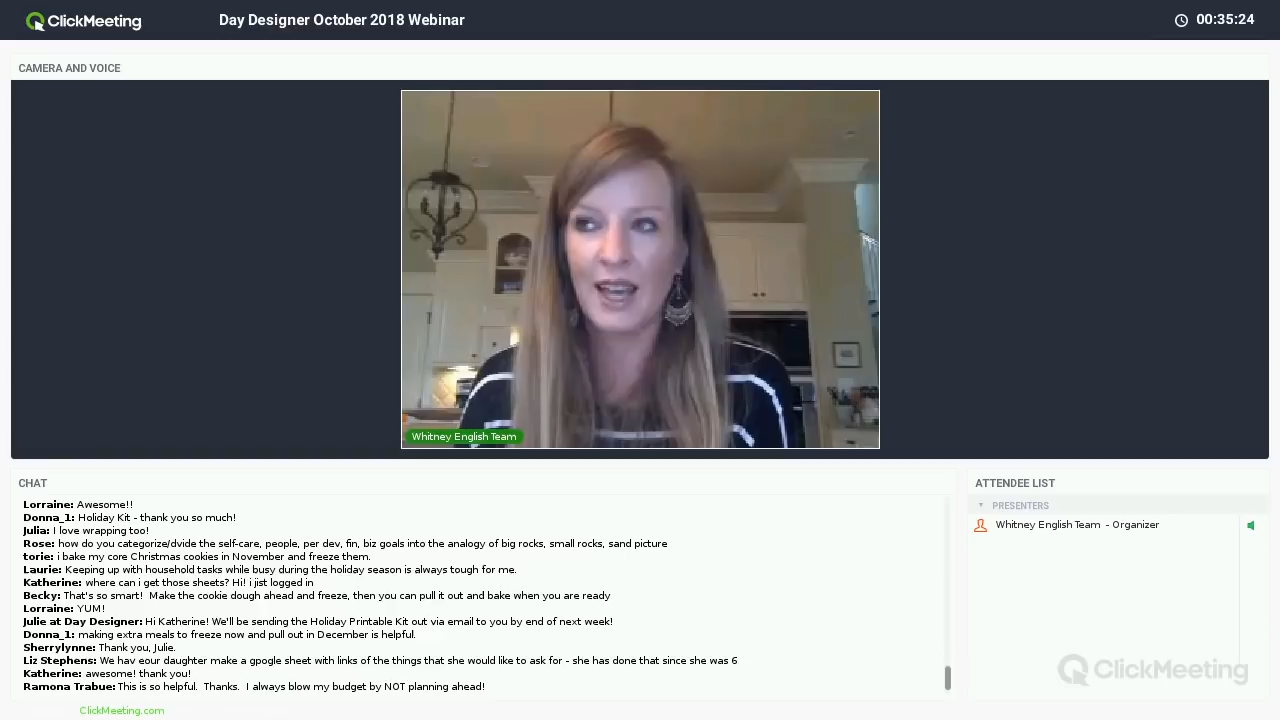 ClickMeeting
Day Designer October 2018 Webinar
00:35:24
CAMERA AND VOICE
Whitney English Team
CHAT
Lorraine: Awesome!!
Donna_1: Holiday Kit - thank you so much!
Julia: I love wrapping too!
Rose: how do you categorize/dvide the self-care, people, per dev, fin, biz goals into the analogy of big rocks, small rocks, sand picture
torie: i bake my core Christmas cookies in November and freeze them.
Laurie: Keeping up with household tasks while busy during the holiday season is always tough for me.
Katherine: where can i get those sheets? Hi! i jist logged in
Becky: That's so smart!  Make the cookie dough ahead and freeze, then you can pull it out and bake when you are ready
Lorraine: YUM!
Julie at Day Designer: Hi Katherine! We'll be sending the Holiday Printable Kit out via email to you by end of next week!
Donna_1: making extra meals to freeze now and pull out in December is helpful.
Sherrylynne: Thank you, Julie.
Liz Stephens: We hav eour daughter make a gpogle sheet with links of the things that she would like to ask for - she has done that since she was 6
Katherine: awesome! thank you!
Ramona Trabue: This is so helpful.  Thanks.  I always blow my budget by NOT planning ahead!
ClickMeeting.com
ATTENDEE LIST
PRESENTERS
Whitney English Team  - Organizer
ClickMeeting